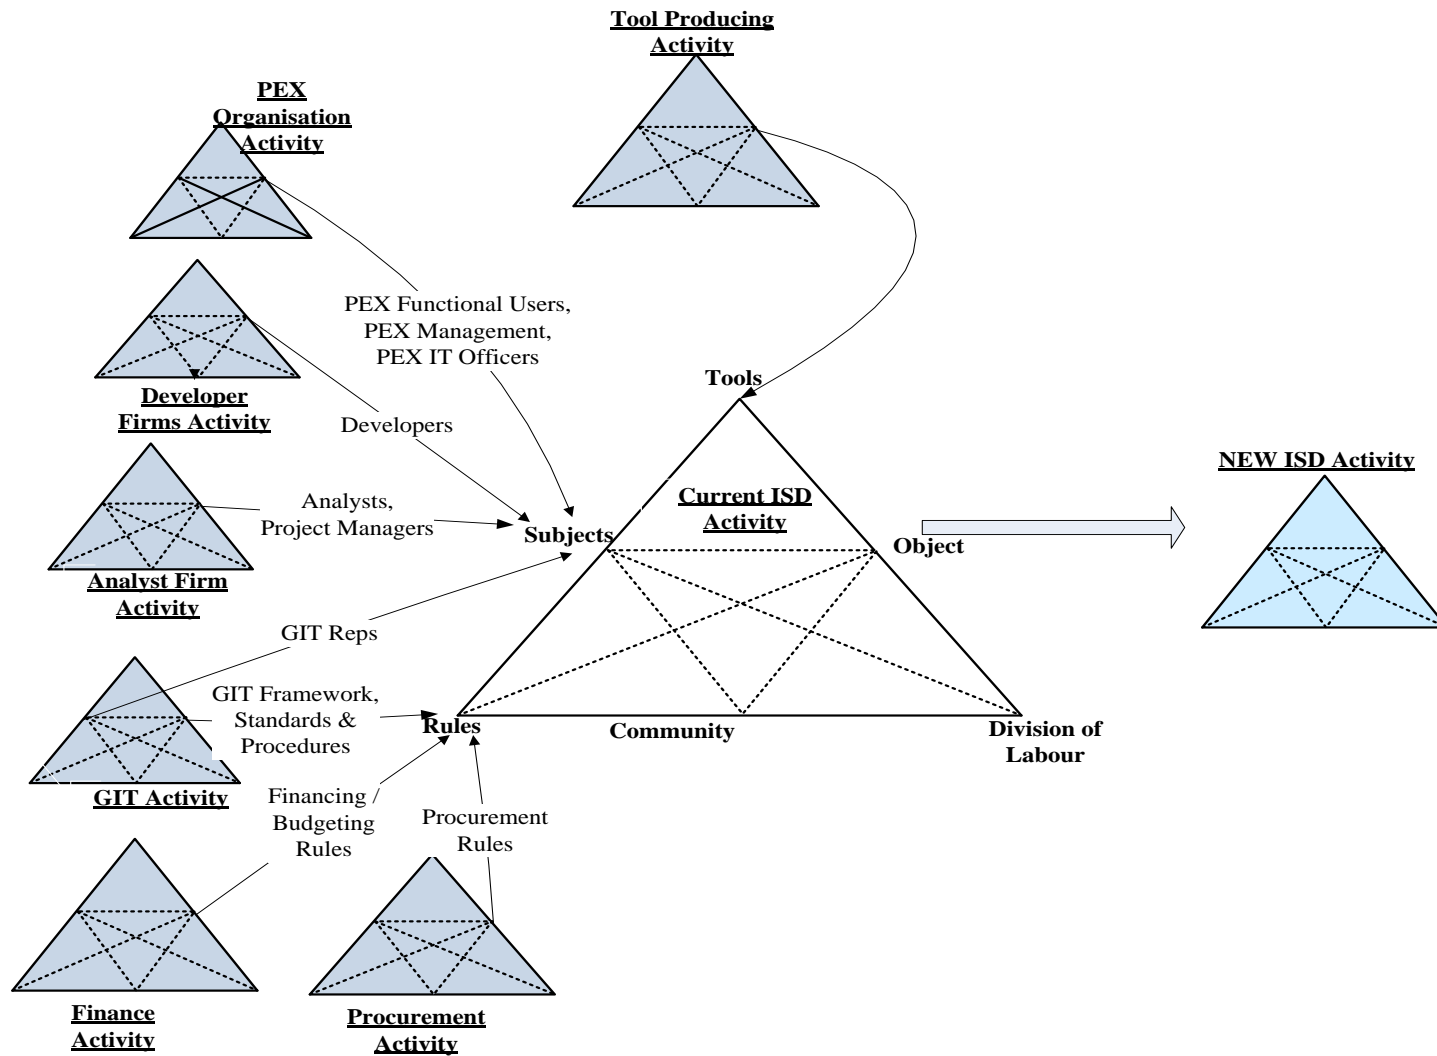 Tool Producing
Activity
PEX
Organisation
Activity
PEX Functional Users,
PEX Management,
PEX IT Officers
Developer
Firms Activity
Developers
Tools
Analysts,
Project Managers
Subjects
Current ISD
Activity
Object
NEW ISD Activity
Analyst Firm
Activity
GIT Reps
GIT Framework,
Standards &
Procedures
Rules
Community
Division of
Labour
GIT Activity
Financing /
Budgeting
Rules
Procurement
Rules
Finance
Activity
Procurement
Activity